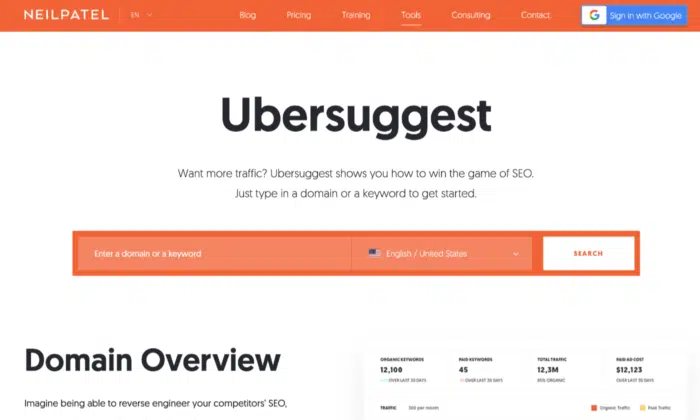 NEILPATEL EN Blog Pricing Training Tools Consulting Contact G Sign in with Google
Ubersuggest
Want more traffic? Ubersuggest shows you how to win the game of SEO.
Just type in a domain or a keyword to get started.
Enter a domain or a keyword English / United States SEARCH
Domain Overview
Imagine being able to reverse engineer your competitors' SEO,
ORGANIC KEYWORDS PAID KEYWORDS TOTAL TRAFFIC PAID AD COST
12,100 45 12,3M $12,123
OVER LAST 30 DAYS OVER LAST 30 DAYS ORGANIC OVER LAST 30 DAYS
TRAFFIC per month Organic Traffic Paid Traffic